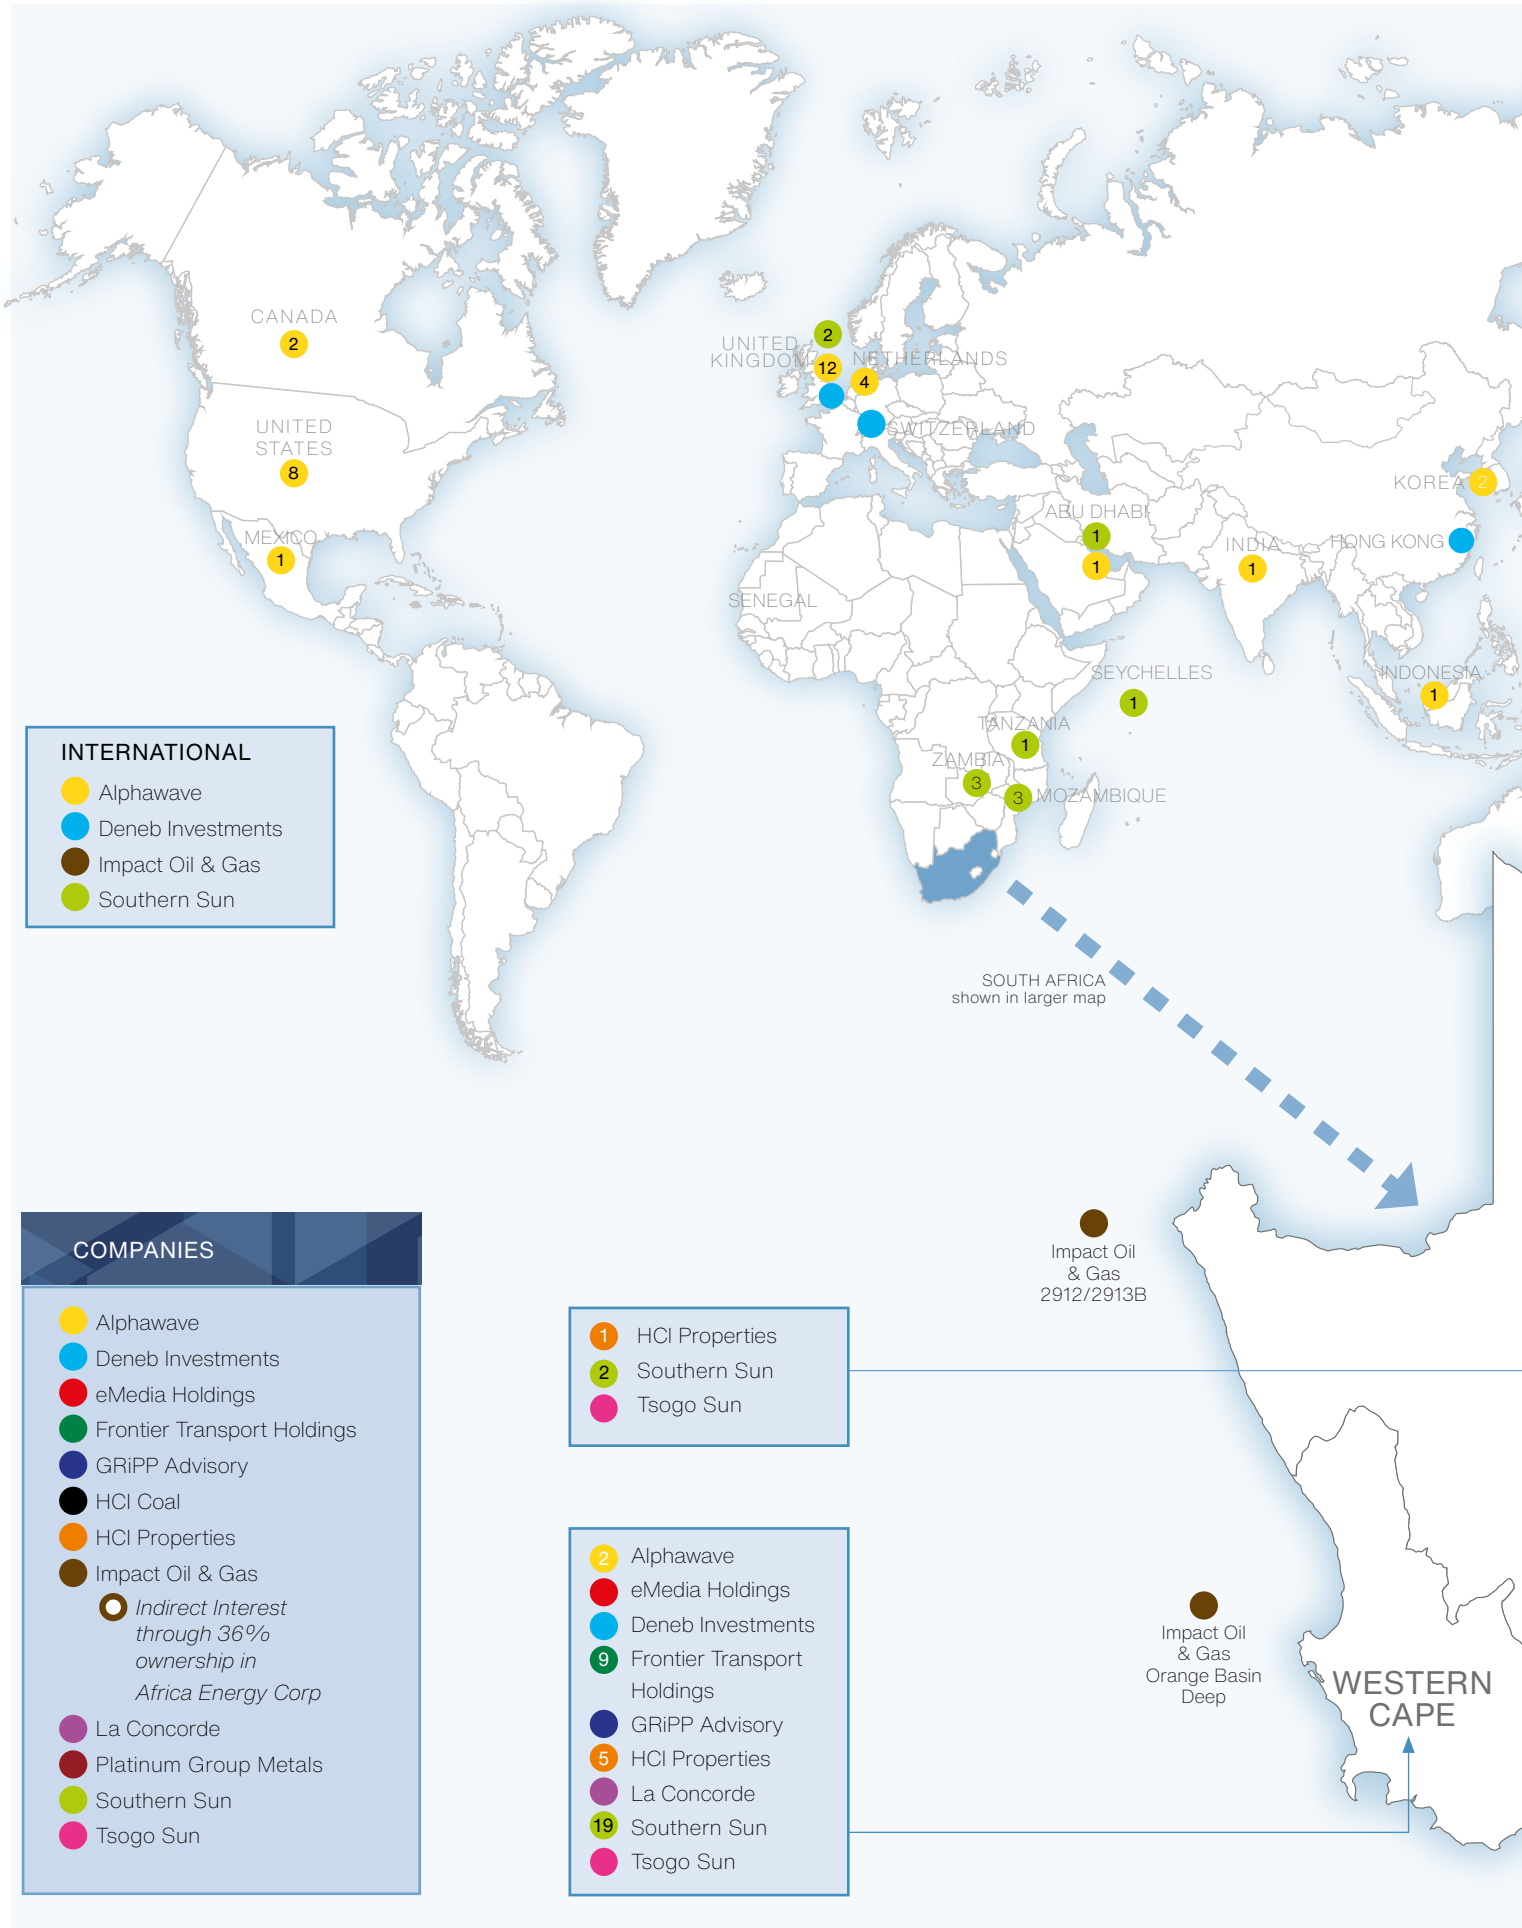 CANADA
2
UNITED
STATES
8
MEXICO
1
2
UNITED
KINGDOM
12
NETHERLANDS
4
SWITZERLAND
KOREA
2
ABU DHABI
1
1
INDIA
1
HONG KONG
SENEGAL
SEYCHELLES
1
INDONESIA
1
TANZANIA
1
ZAMBIA
3
3
MOZAMBIQUE
INTERNATIONAL
Alphawave
Deneb Investments
Impact Oil & Gas
Southern Sun
SOUTH AFRICA
shown in larger map
COMPANIES
Alphawave
Deneb Investments
eMedia Holdings
Frontier Transport Holdings
GRiPP Advisory
HCI Coal
HCI Properties
Impact Oil & Gas
Indirect Interest
through 36%
ownership in
Africa Energy Corp
La Concorde
Platinum Group Metals
Southern Sun
Tsogo Sun
1 HCI Properties
2 Southern Sun
Tsogo Sun
2 Alphawave
eMedia Holdings
Deneb Investments
9 Frontier Transport
Holdings
GRiPP Advisory
5 HCI Properties
La Concorde
19 Southern Sun
Tsogo Sun
Impact Oil
& Gas
2912/2913B
Impact Oil
& Gas
Orange Basin
Deep
WESTERN
CAPE